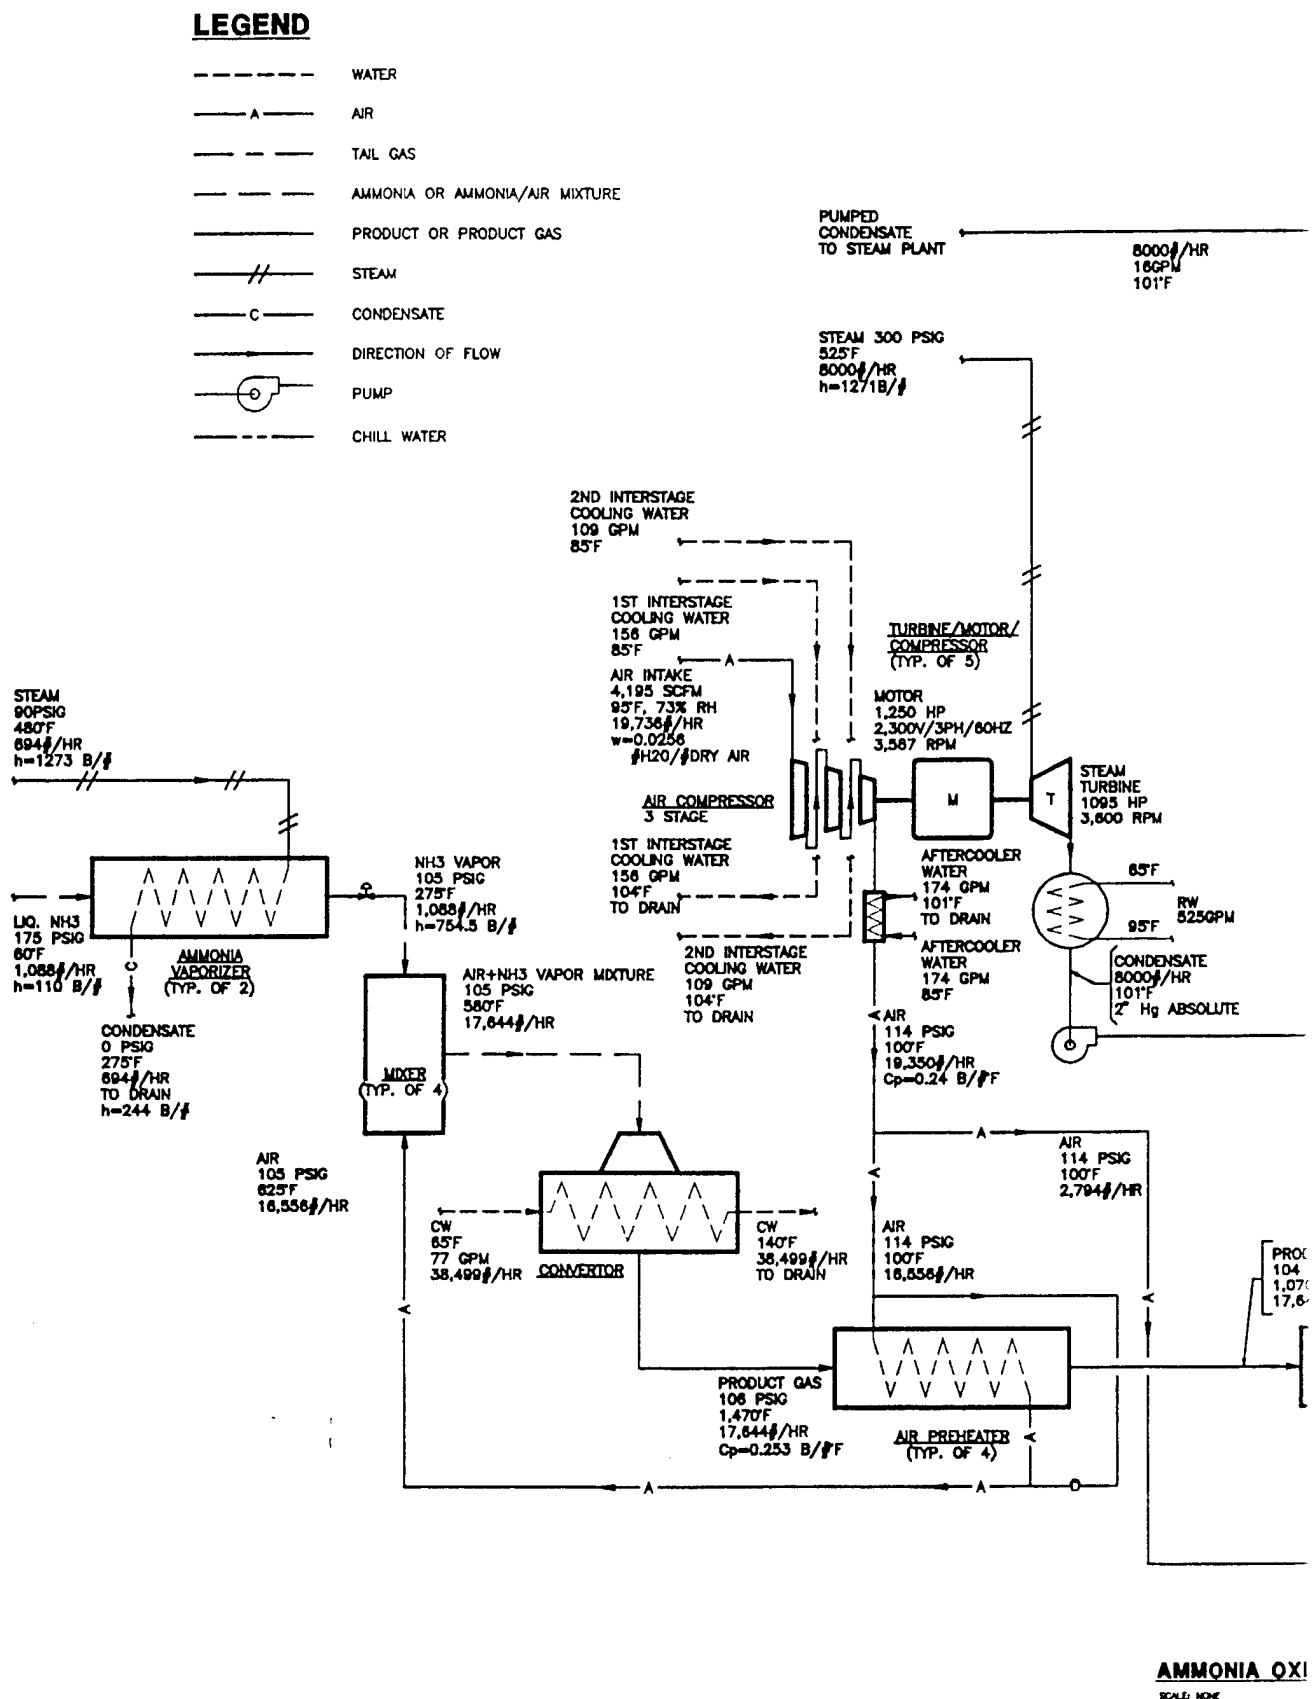 LEGEND
WATER
A AIR
TAIL GAS
AMMONIA OR AMMONIA/AIR MIXTURE
PRODUCT OR PRODUCT GAS
STEAM
C CONDENSATE
DIRECTION OF FLOW
PUMP
CHILL WATER
PUMPED
CONDENSATE
TO STEAM PLANT
8000#/HR
16GPM
101°F
STEAM 300 PSIG
525°F
8000#/HR
h=1271B/#
2ND INTERSTAGE
COOLING WATER
109 GPM
85°F
1ST INTERSTAGE
COOLING WATER
156 GPM
85°F
A
AIR INTAKE
4,195 SCFM
95°F, 73% RH
19,736#/HR
w=0.0256
#H20/#DRY AIR
TURBINE/MOTOR/
COMPRESSOR
(TYP. OF 5)
MOTOR
1,250 HP
2,300V/3PH/60HZ
3,587 RPM
STEAM
90PSIG
480°F
694#/HR
h=1273 B/#
AIR COMPRESSOR
3 STAGE
M
T
STEAM
TURBINE
1095 HP
3,600 RPM
1ST INTERSTAGE
COOLING WATER
156 GPM
104°F
TO DRAIN
AFTERCOOLER
WATER
174 GPM
101°F
TO DRAIN
AFTERCOOLER
WATER
174 GPM
85°F
85°F
RW
525GPM
95°F
NH3 VAPOR
105 PSIG
275°F
1,088#/HR
h=754.5 B/#
LIQ. NH3
175 PSIG
60°F
1,088#/HR
h=110 B/#
C
AMMONIA
VAPORIZER
(TYP. OF 2)
CONDENSATE
0 PSIG
275°F
694#/HR
TO DRAIN
h=244 B/#
2ND INTERSTAGE
COOLING WATER
109 GPM
104°F
TO DRAIN
CONDENSATE
8000#/HR
101°F
2" Hg ABSOLUTE
AIR+NH3 VAPOR MIXTURE
105 PSIG
580°F
17,644#/HR
A
AIR
114 PSIG
100°F
19,350#/HR
Cp=0.24 B/#°F
MIXER
(TYP. OF 4)
A
A
AIR
114 PSIG
100°F
2,794#/HR
AIR
105 PSIG
625°F
16,556#/HR
CW
65°F
77 GPM
38,499#/HR
CONVERTOR
CW
140°F
38,499#/HR
TO DRAIN
AIR
114 PSIG
100°F
16,556#/HR
A
A
104
PRODUCT GAS
106 PSIG
1,470°F
17,644#/HR
Cp=0.253 B/#°F
AIR PREHEATER
(TYP. OF 4)
A
A
A
AMMONIA OXI
SCALE: NONE